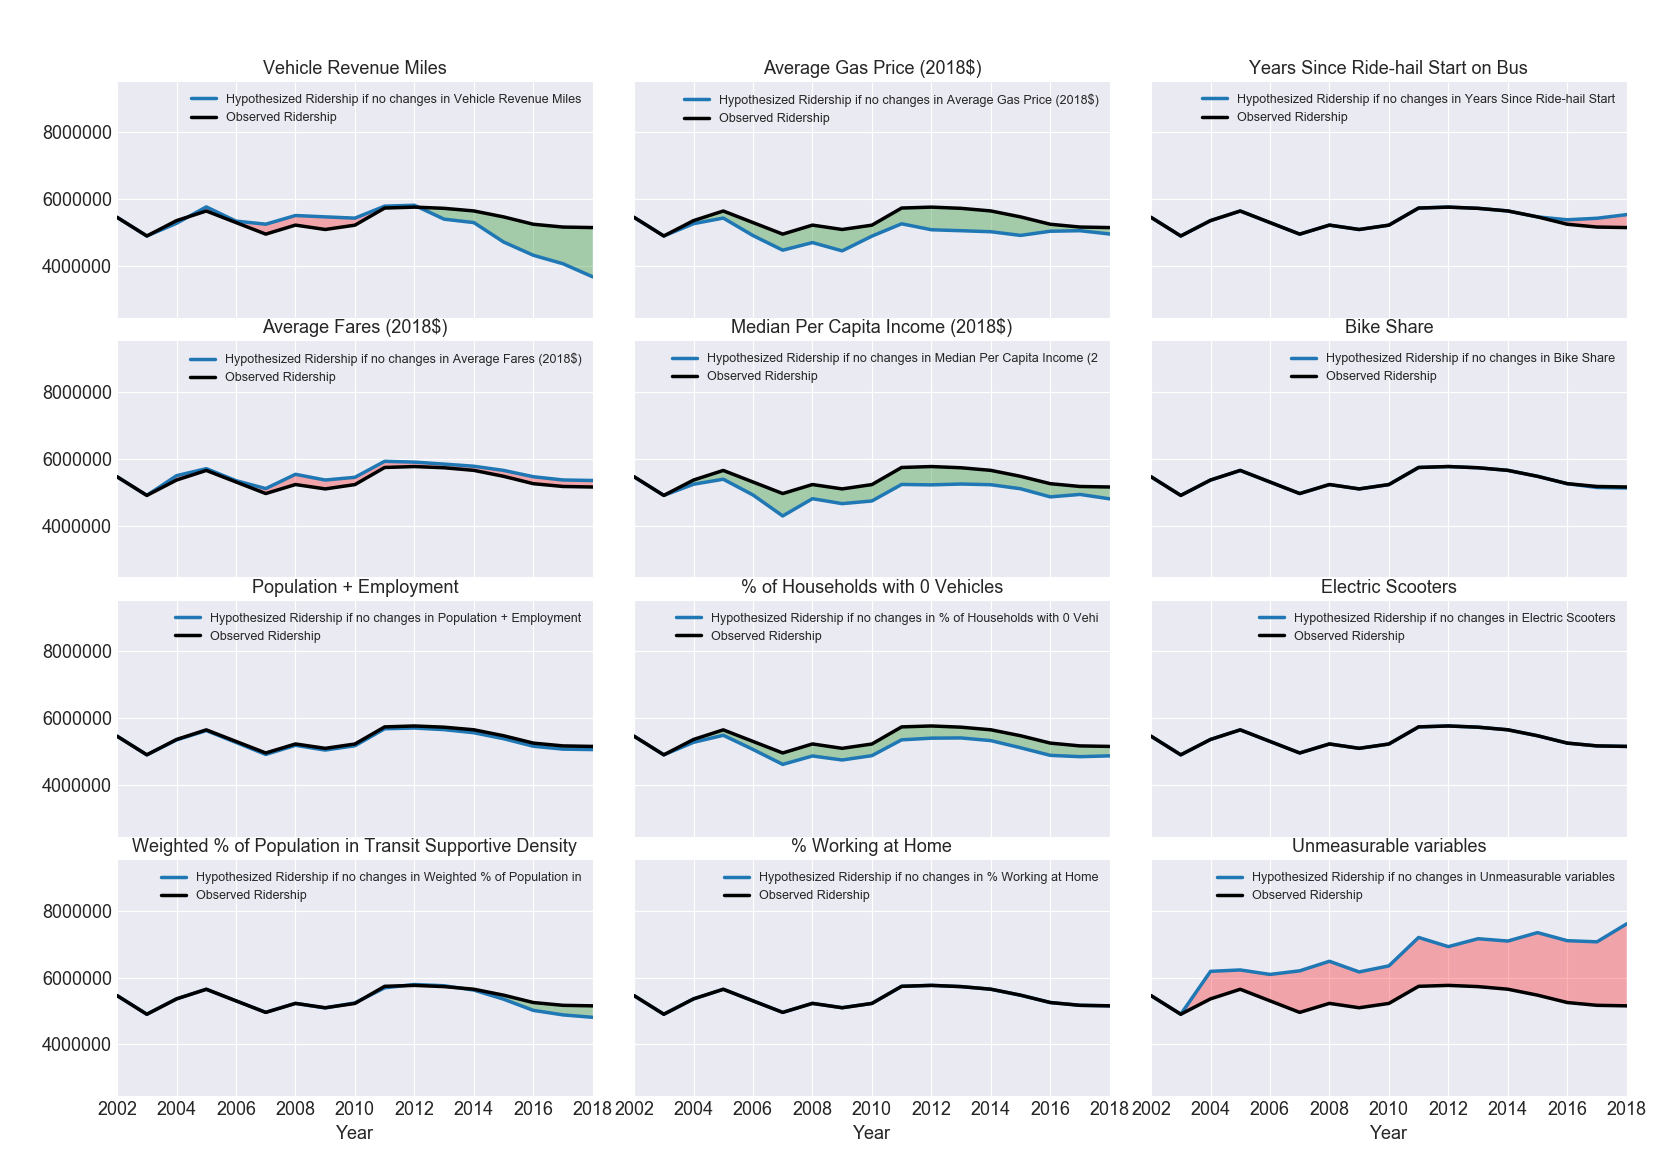 Vehicle Revenue Miles
Hypothesized Ridership if no changes in Vehicle Revenue Miles
Observed Ridership
8000000
6000000
4000000
Average Gas Price (2018$)
Hypothesized Ridership if no changes in Average Gas Price (2018$)
Observed Ridership
Years Since Ride-hail Start on Bus
Hypothesized Ridership if no changes in Years Since Ride-hail Start
Observed Ridership
Average Fares (2018$)
Hypothesized Ridership if no changes in Average Fares (2018$)
Observed Ridership
8000000
6000000
4000000
Median Per Capita Income (2018$)
Hypothesized Ridership if no changes in Median Per Capita Income (2
Observed Ridership
Bike Share
Hypothesized Ridership if no changes in Bike Share
Observed Ridership
Population + Employment
Hypothesized Ridership if no changes in Population + Employment
Observed Ridership
8000000
6000000
4000000
% of Households with 0 Vehicles
Hypothesized Ridership if no changes in % of Households with 0 Vehi
Observed Ridership
Electric Scooters
Hypothesized Ridership if no changes in Electric Scooters
Observed Ridership
Weighted % of Population in Transit Supportive Density
Hypothesized Ridership if no changes in Weighted % of Population in
Observed Ridership
8000000
6000000
4000000
2002 2004 2006 2008 2010 2012 2014 2016 2018
Year
% Working at Home
Hypothesized Ridership if no changes in % Working at Home
Observed Ridership
2002 2004 2006 2008 2010 2012 2014 2016 2018
Year
Unmeasurable variables
Hypothesized Ridership if no changes in Unmeasurable variables
Observed Ridership
2002 2004 2006 2008 2010 2012 2014 2016 2018
Year